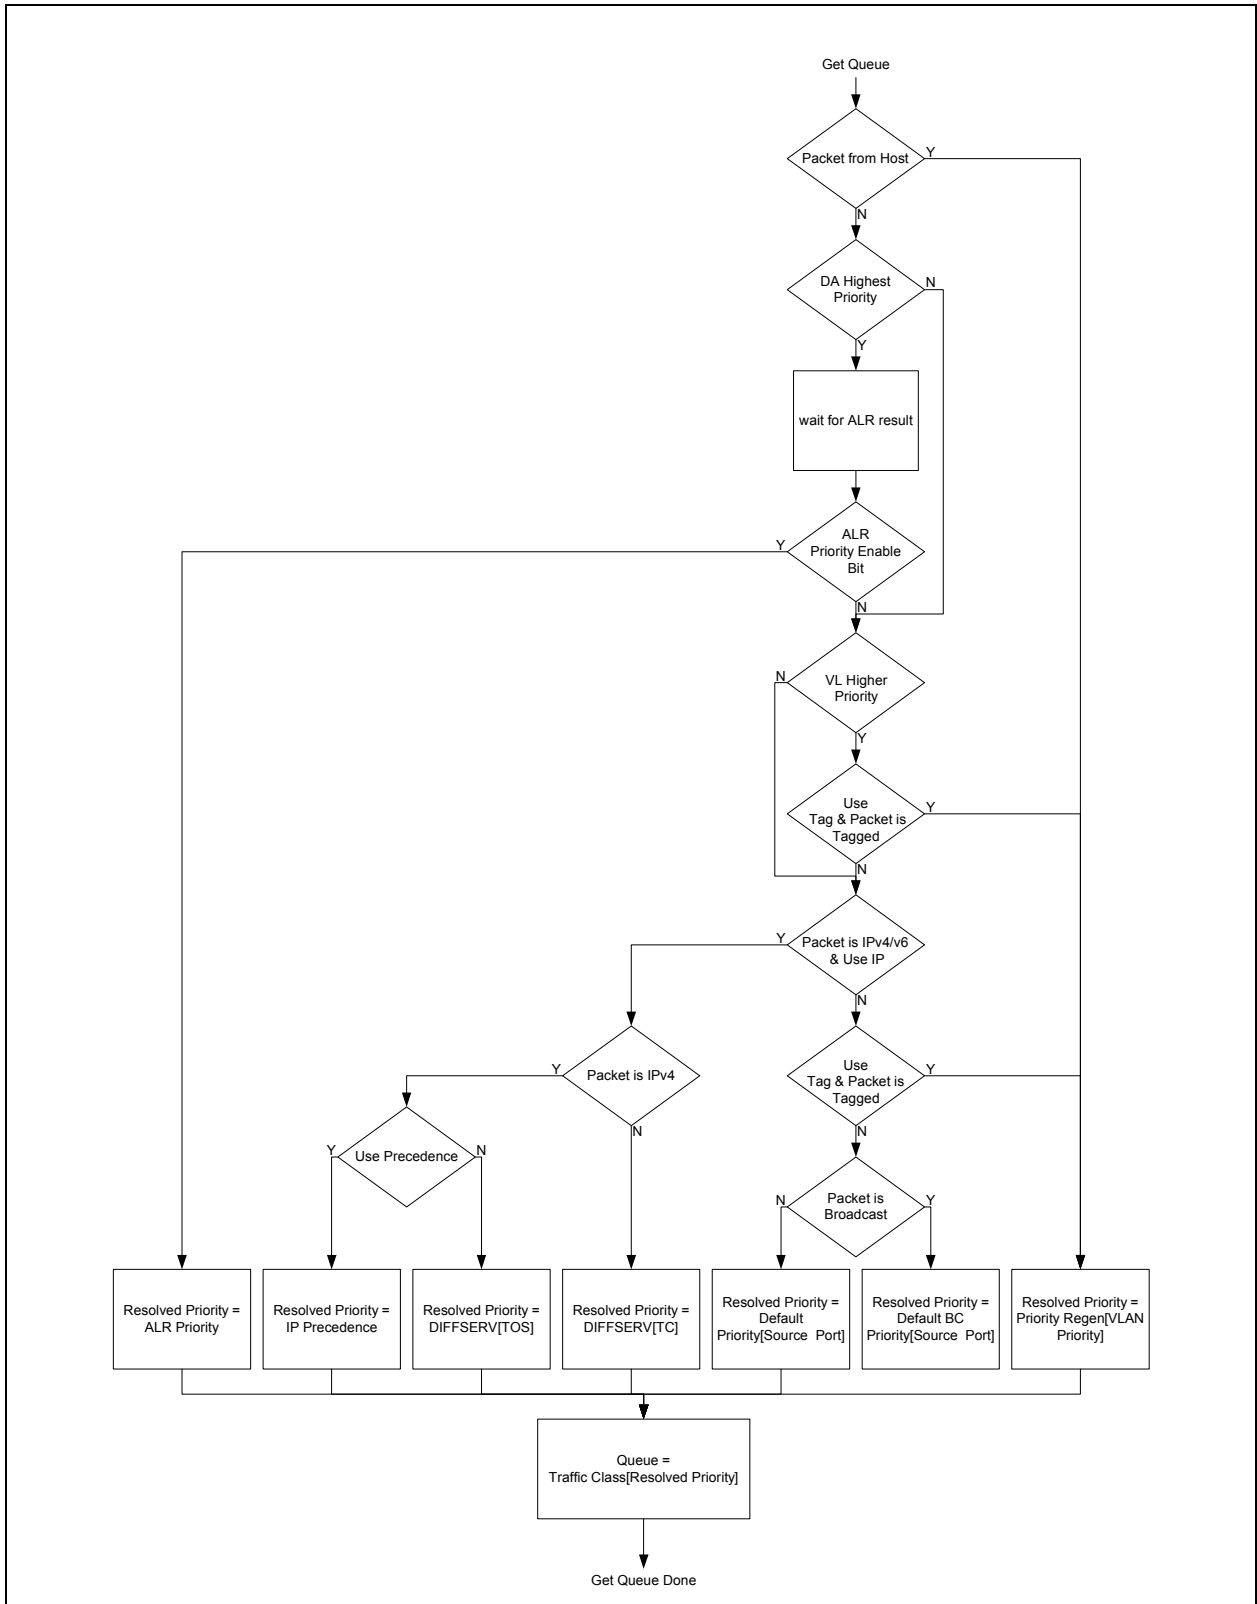 Get Queue
Packet from Host
Y
N
DA Highest
Priority
N
Y
wait for ALR result
ALR
Priority Enable
Bit
Y
N
VL Higher
Priority
N
Y
Use
Tag & Packet is
Tagged
Y
N
Packet is IPv4/v6
& Use IP
Y
N
Packet is IPv4
Y
N
Use
Tag & Packet is
Tagged
Y
N
Use Precedence
Y
N
Packet is
Broadcast
N
Y
Resolved Priority =
ALR Priority
Resolved Priority =
IP Precedence
Resolved Priority =
DIFFSERV[TOS]
Resolved Priority =
DIFFSERV[TC]
Resolved Priority =
Default
Priority[Source Port]
Resolved Priority =
Default BC
Priority[Source Port]
Resolved Priority =
Priority Regen[VLAN
Priority]
Queue =
Traffic Class[Resolved Priority]
Get Queue Done